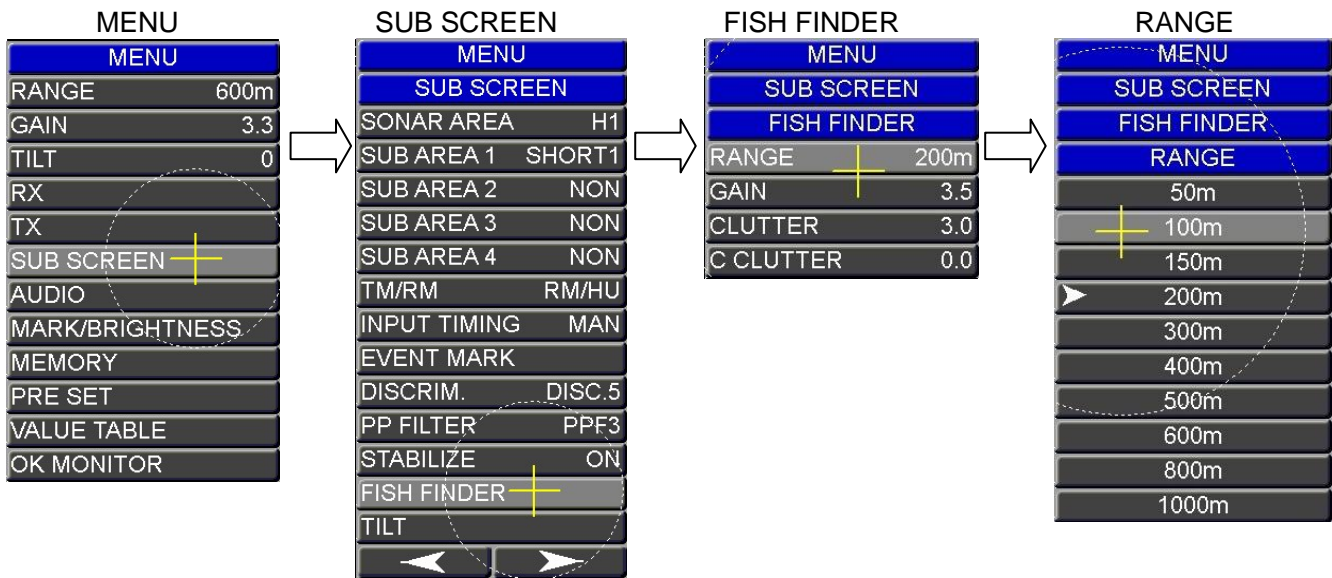 MENU
MENU
RANGE 600m
GAIN 3.3
TILT 0
RX
TX
SUB SCREEN
AUDIO
MARK/BRIGHTNESS
MEMORY
PRE SET
VALUE TABLE
OK MONITOR
SUB SCREEN
MENU
SUB SCREEN
SONAR AREA H1
SUB AREA 1 SHORT1
SUB AREA 2 NON
SUB AREA 3 NON
SUB AREA 4 NON
TM/RM RM/HU
INPUT TIMING MAN
EVENT MARK
DISCRIM. DISC.5
PP FILTER PPF3
STABILIZE ON
FISH FINDER
TILT
FISH FINDER
MENU
SUB SCREEN
FISH FINDER
RANGE 200m
GAIN 3.5
CLUTTER 3.0
C CLUTTER 0.0
RANGE
MENU
SUB SCREEN
FISH FINDER
RANGE
50m
100m
150m
200m
300m
400m
500m
600m
800m
1000m